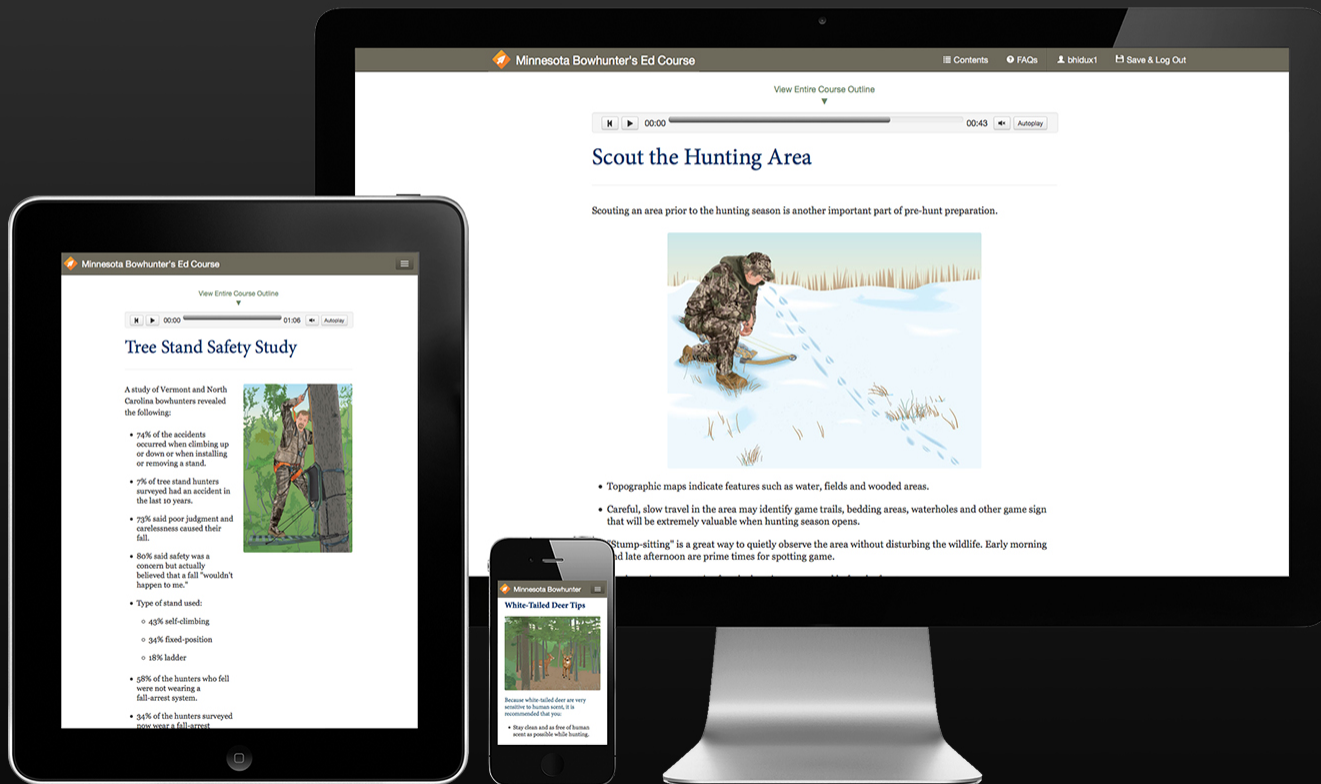 Minnesota Bowhunter's Ed Course
Contents
FAQs
bhidux1
Save & Log Out
View Entire Course Outline
00:00
00:43
Autoplay
Scout the Hunting Area
Scouting an area prior to the hunting season is another important part of pre-hunt preparation.
• Topographic maps indicate features such as water, fields and wooded areas.
• Careful, slow travel in the area may identify game trails, bedding areas, waterholes and other game sign
that will be extremely valuable when hunting season opens.
"Stump-sitting" is a great way to quietly observe the area without disturbing the wildlife. Early morning
nd late afternoon are prime times for spotting game.
Minnesota Bowhunter's Ed Course
View Entire Course Outline
00:00
01:06
Autoplay
Tree Stand Safety Study
A study of Vermont and North
Carolina bowhunters revealed
the following:
• 74% of the accidents
occurred when climbing up
or down or when installing
or removing a stand.
• 7% of tree stand hunters
surveyed had an accident in
the last 10 years.
• 73% said poor judgment and
carelessness caused their
fall.
• 80% said safety was a
concern but actually
believed that a fall "wouldn't
happen to me."
• Type of stand used:
◦ 43% self-climbing
◦ 34% fixed-position
◦ 18% ladder
• 58% of the hunters who fell
were not wearing a
fall-arrest system.
• 34% of the hunters surveyed
now wear a fall-arrest
Minnesota Bowhunter
White-Tailed Deer Tips
Because white-tailed deer are very
sensitive to human scent, it is
recommended that you:
• Stay clean and as free of human
scent as possible while hunting.